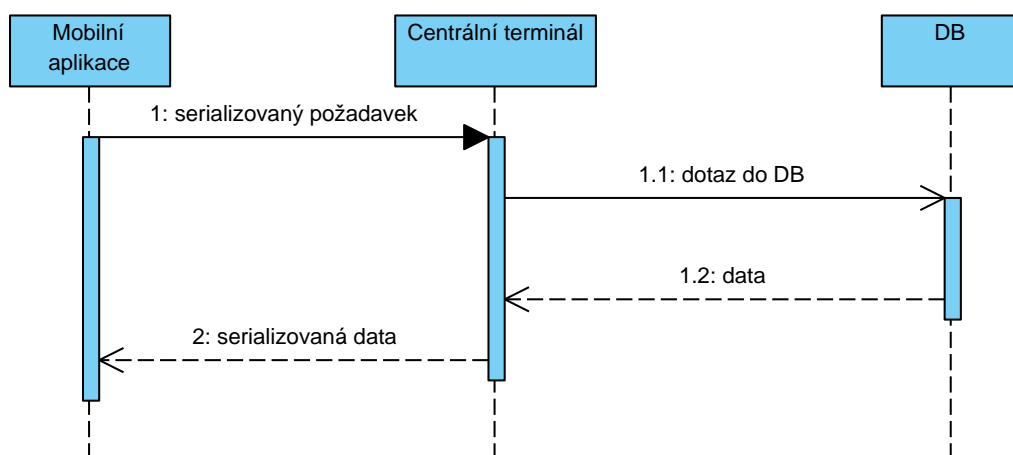 Mobilní
aplikace
Centrální terminál
DB
1: serializovaný požadavek
1.1: dotaz do DB
1.2: data
2: serializovaná data